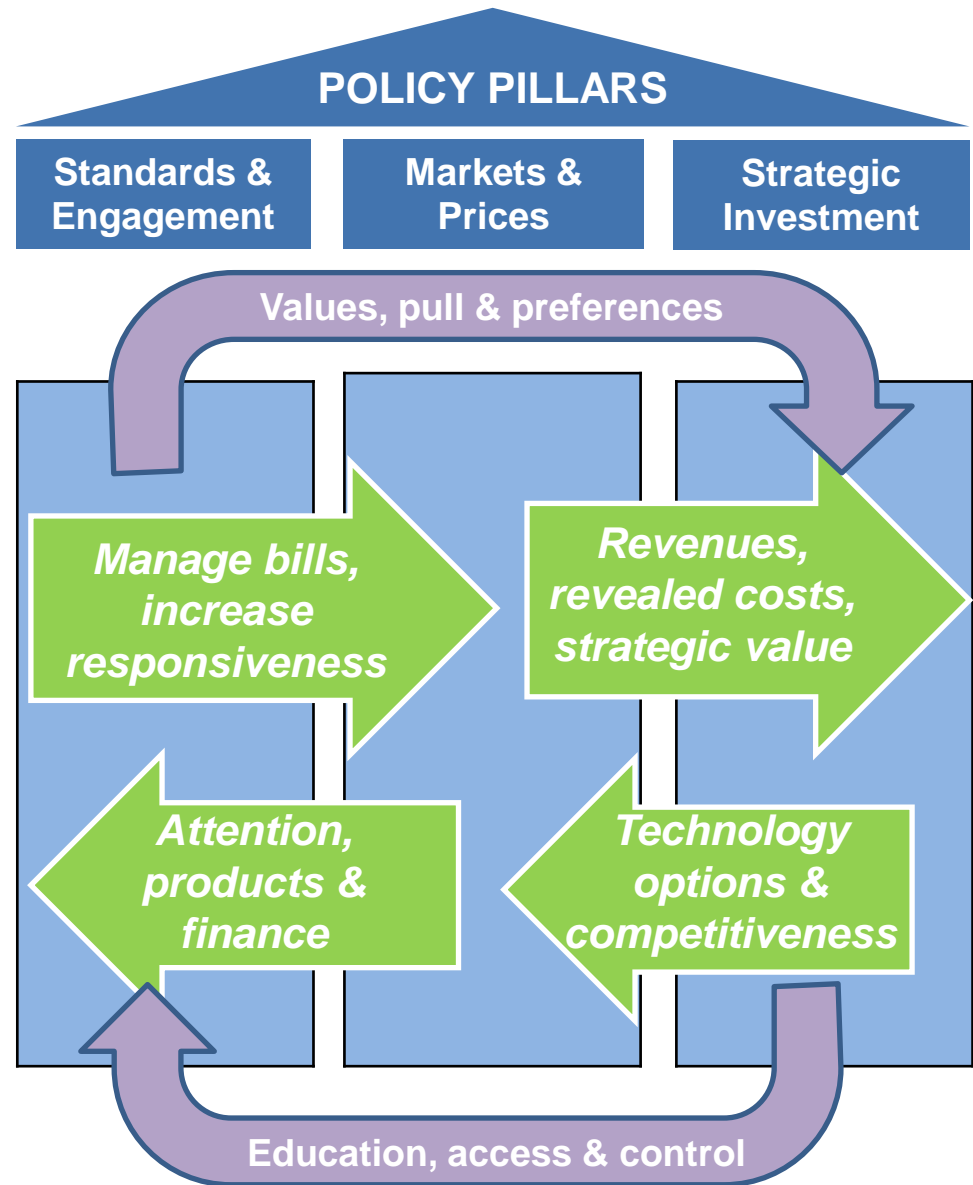 POLICY PILLARS
Standards &
Engagement
Markets &
Prices
Strategic
Investment
Values, pull & preferences
Manage bills,
increase
responsiveness
Revenues,
revealed costs,
strategic value
Attention,
products &
finance
Technology
options &
competitiveness
Education, access & control